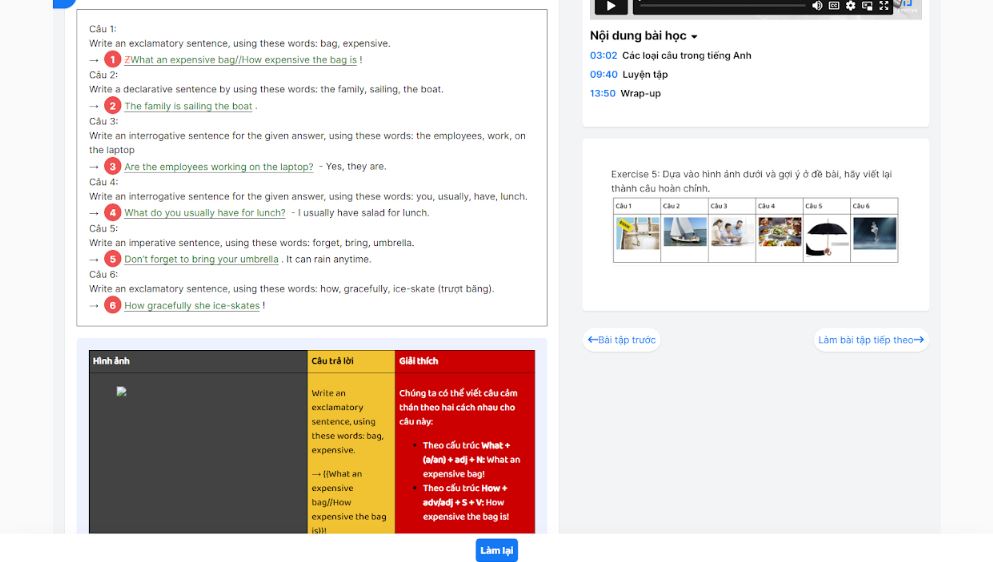 Câu 1:
Write an exclamatory sentence, using these words: bag, expensive.
→ 1 ZWhat an expensive bag//How expensive the bag is !
Câu 2:
Write a declarative sentence by using these words: the family, sailing, the boat.
→ 2 The family is sailing the boat .
Câu 3:
Write an interrogative sentence for the given answer, using these words: the employees, work, on
the laptop
→ 3 Are the employees working on the laptop? - Yes, they are.
Câu 4:
Write an interrogative sentence for the given answer, using these words: you, usually, have, lunch.
→ 4 What do you usually have for lunch? - I usually have salad for lunch.
Câu 5:
Write an imperative sentence, using these words: forget, bring, umbrella.
→ 5 Don't forget to bring your umbrella . It can rain anytime.
Câu 6:
Write an exclamatory sentence, using these words: how, gracefully, ice-skate (trượt băng).
→ 6 How gracefully she ice-skates !
Hình ảnh
Câu trả lời
Giải thích
Write an
exclamatory
sentence, using
these words: bag,
expensive.
→ {{What an
expensive
bag//How
expensive the bag
is}}!
Chúng ta có thể viết câu cảm
thán theo hai cách nhau cho
câu này:
Theo cấu trúc What +
(a/an) + adj + N: What an
expensive bag!
Theo cấu trúc How +
adv/adj + S + V: How
expensive the bag is!
Nội dung bài học
03:02 Các loại câu trong tiếng Anh
09:40 Luyện tập
13:50 Wrap-up
Exercise 5: Dựa vào hình ảnh dưới và gợi ý ở đề bài, hãy viết lại
thành câu hoàn chỉnh.
Câu 1 Câu 2 Câu 3 Câu 4 Câu 5 Câu 6
←Bài tập trước
Làm bài tập tiếp theo→
Làm lại